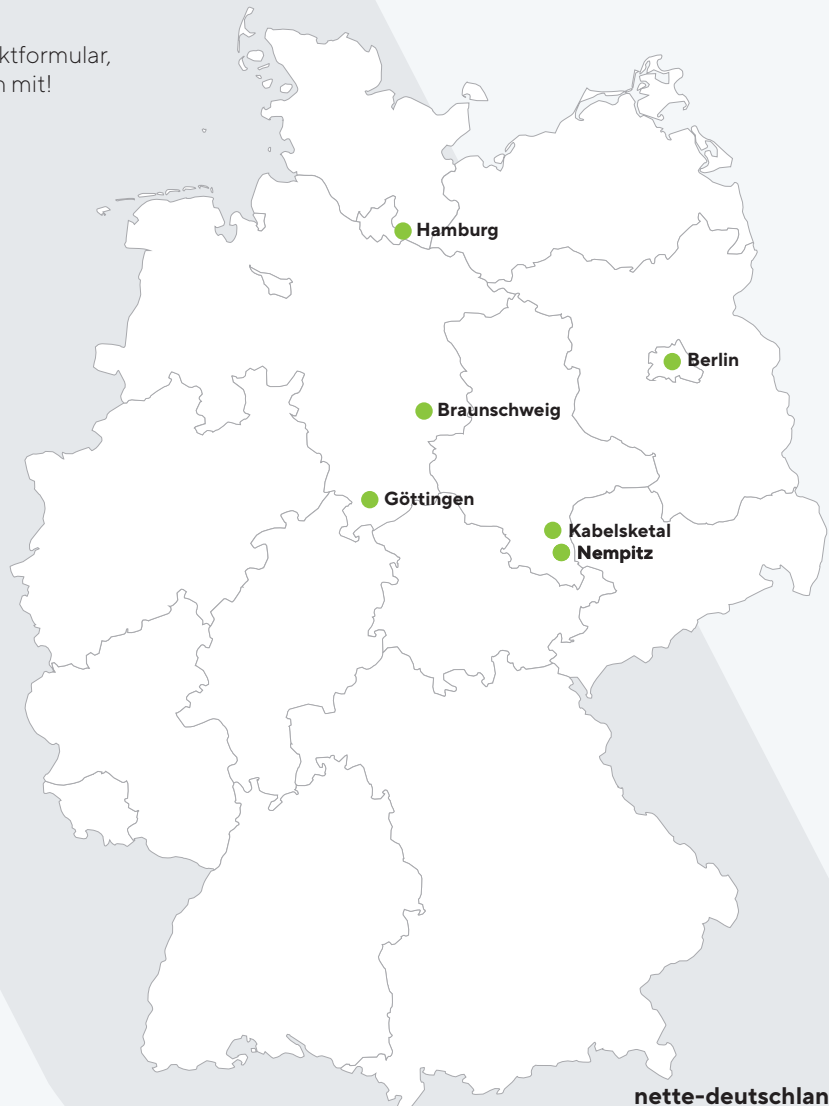 ktformular,
mit!
Hamburg
Berlin
Braunschweig
Göttingen
Kabelsketal
Nempitz
nette-deutschlan